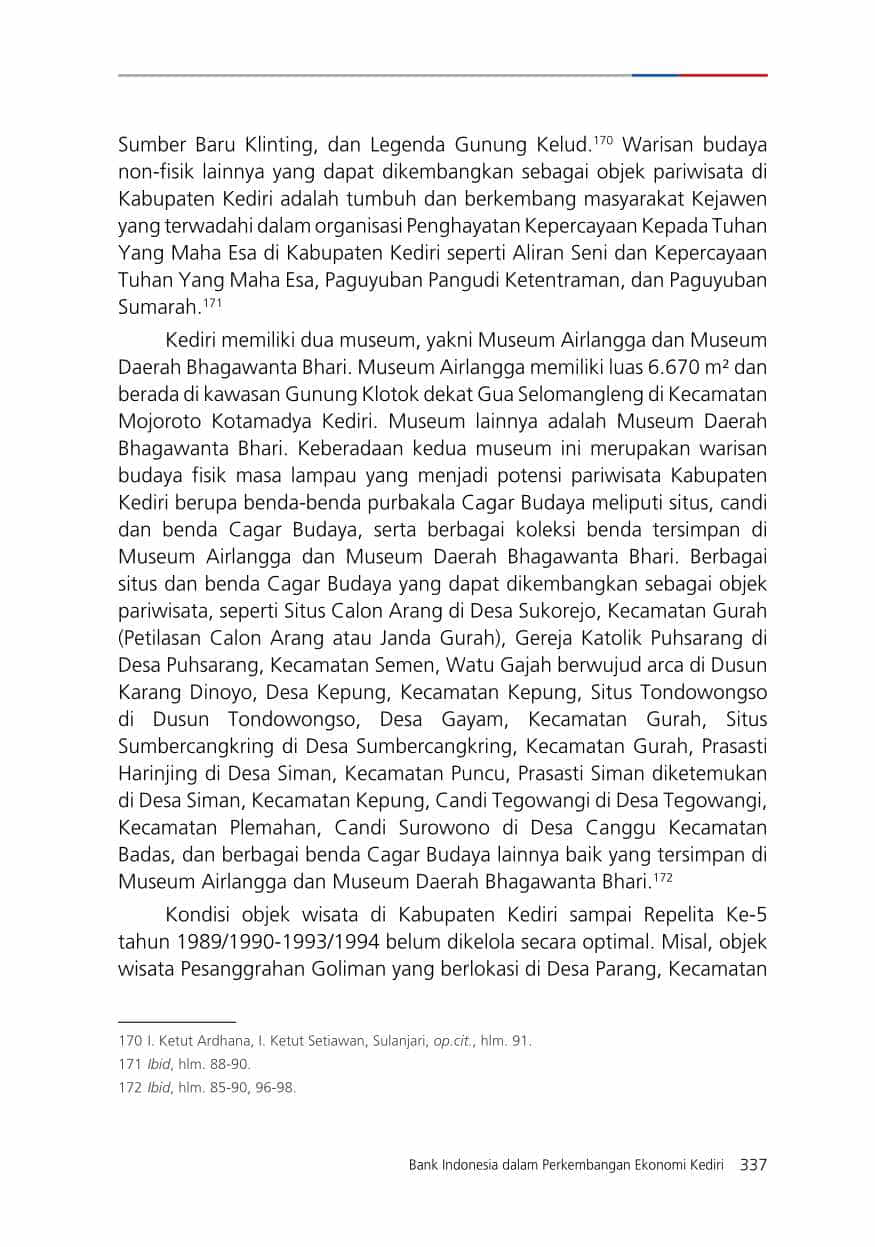 Sumber Baru Klinting, dan Legenda Gunung Kelud.¹⁷⁰ Warisan budaya
non-fisik lainnya yang dapat dikembangkan sebagai objek pariwisata di
Kabupaten Kediri adalah tumbuh dan berkembang masyarakat Kejawen
yang terwadahi dalam organisasi Penghayatan Kepercayaan Kepada Tuhan
Yang Maha Esa di Kabupaten Kediri seperti Aliran Seni dan Kepercayaan
Tuhan Yang Maha Esa, Paguyuban Pangudi Ketentraman, dan Paguyuban
Sumarah.¹⁷¹
Kediri memiliki dua museum, yakni Museum Airlangga dan Museum
Daerah Bhagawanta Bhari. Museum Airlangga memiliki luas 6.670 m² dan
berada di kawasan Gunung Klotok dekat Gua Selomangleng di Kecamatan
Mojoroto Kotamadya Kediri. Museum lainnya adalah Museum Daerah
Bhagawanta Bhari. Keberadaan kedua museum ini merupakan warisan
budaya fisik masa lampau yang menjadi potensi pariwisata Kabupaten
Kediri berupa benda-benda purbakala Cagar Budaya meliputi situs, candi
dan benda Cagar Budaya, serta berbagai koleksi benda tersimpan di
Museum Airlangga dan Museum Daerah Bhagawanta Bhari. Berbagai
situs dan benda Cagar Budaya yang dapat dikembangkan sebagai objek
pariwisata, seperti Situs Calon Arang di Desa Sukorejo, Kecamatan Gurah
(Petilasan Calon Arang atau Janda Gurah), Gereja Katolik Puhsarang di
Desa Puhsarang, Kecamatan Semen, Watu Gajah berwujud arca di Dusun
Karang Dinoyo, Desa Kepung, Kecamatan Kepung, Situs Tondowongso
di Dusun Tondowongso, Desa Gayam, Kecamatan Gurah, Situs
Sumbercangkring di Desa Sumbercangkring, Kecamatan Gurah, Prasasti
Harinjing di Desa Siman, Kecamatan Puncu, Prasasti Siman diketemukan
di Desa Siman, Kecamatan Kepung, Candi Tegowangi di Desa Tegowangi,
Kecamatan Plemahan, Candi Surowono di Desa Canggu Kecamatan
Badas, dan berbagai benda Cagar Budaya lainnya baik yang tersimpan di
Museum Airlangga dan Museum Daerah Bhagawanta Bhari.¹⁷²
Kondisi objek wisata di Kabupaten Kediri sampai Repelita Ke-5
tahun 1989/1990-1993/1994 belum dikelola secara optimal. Misal, objek
wisata Pesanggrahan Goliman yang berlokasi di Desa Parang, Kecamatan
170 I. Ketut Ardhana, I. Ketut Setiawan, Sulanjari, op.cit., hlm. 91.
171 Ibid, hlm. 88-90.
172 Ibid, hlm. 85-90, 96-98.
Bank Indonesia dalam Perkembangan Ekonomi Kediri 337